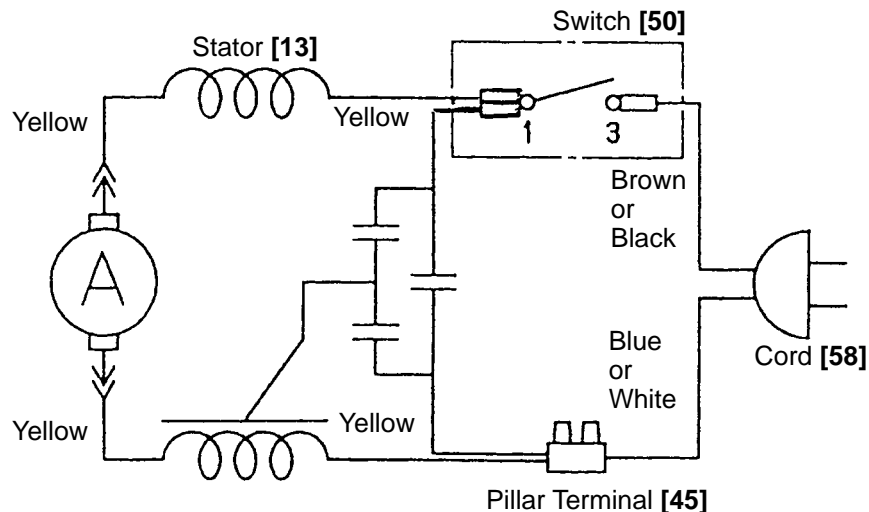 Switch [50]
Stator [13]
Yellow
Yellow
1
3
Brown
or
Black
A
Blue
or
White
Cord [58]
Yellow
Yellow
Pillar Terminal [45]